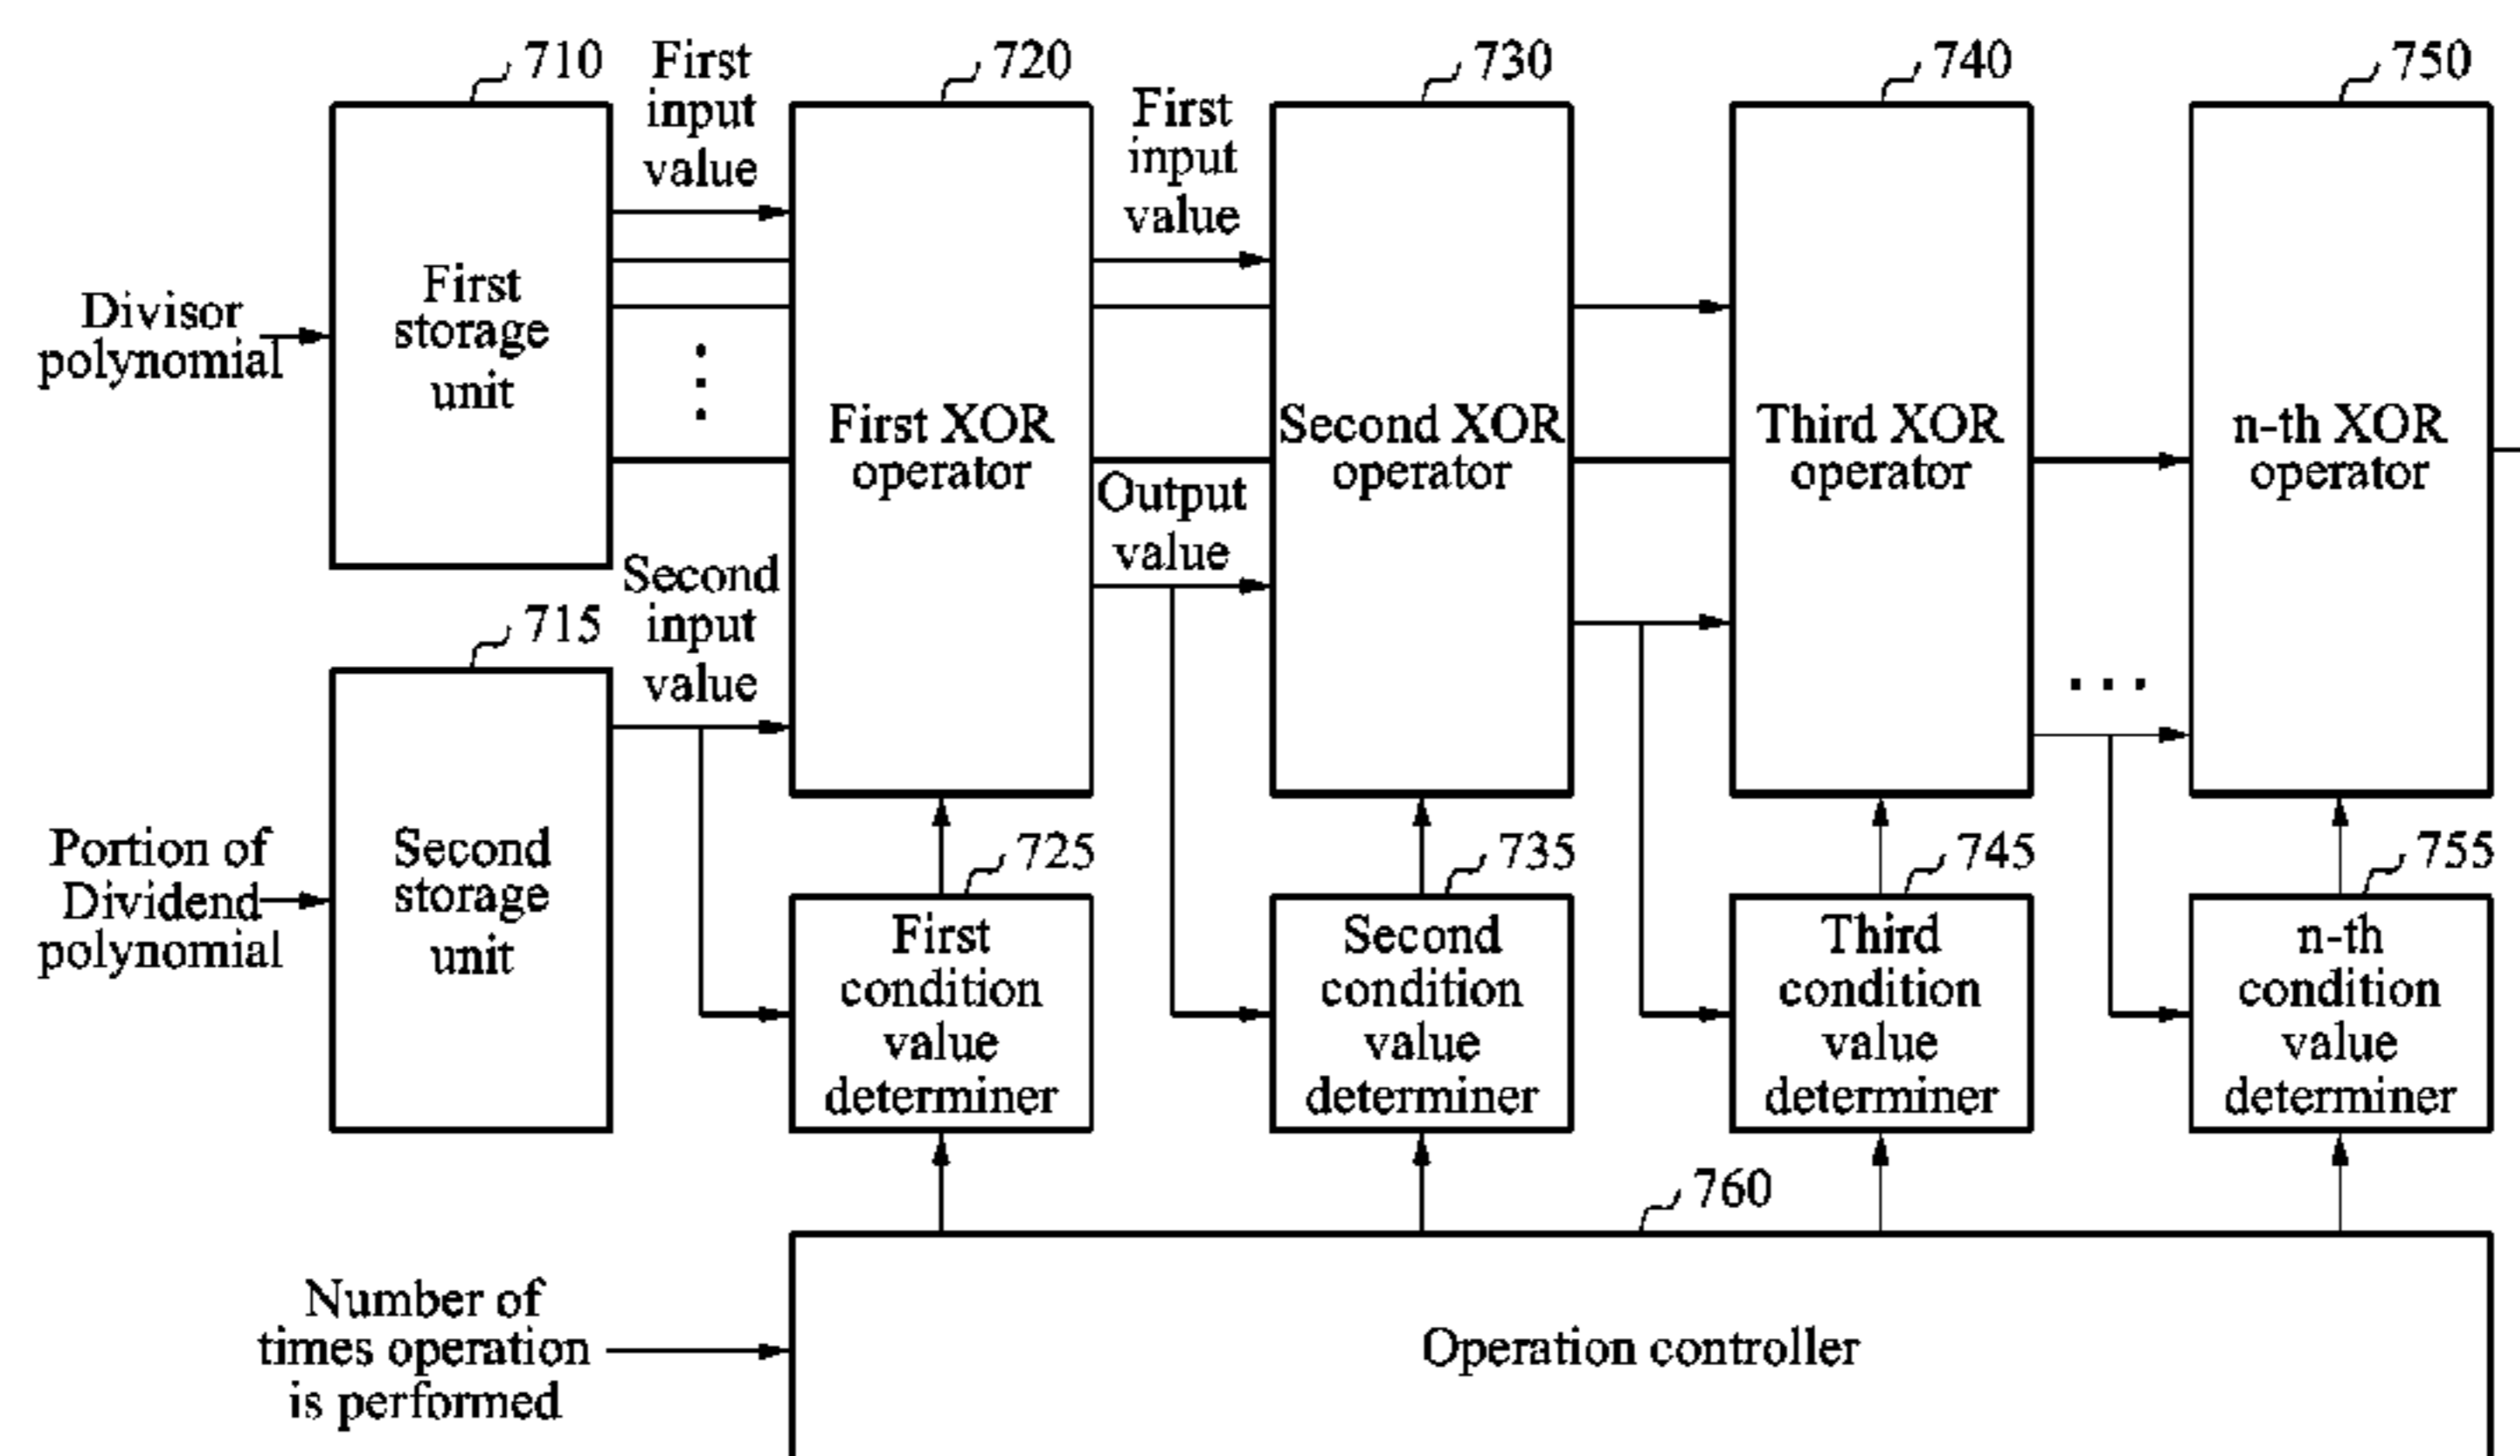 710
First
input
value
720
First
input
value
730
740
750
Divisor
polynomial
First
storage
unit
First XOR
operator
Second XOR
operator
Third XOR
operator
n-th XOR
operator
Output
value
Second
input
value
715
Portion of
Dividend
polynomial
Second
storage
unit
725
735
745
755
First
condition
value
determiner
Second
condition
value
determiner
Third
condition
value
determiner
n-th
condition
value
determiner
760
Number of
times operation
is performed
Operation controller